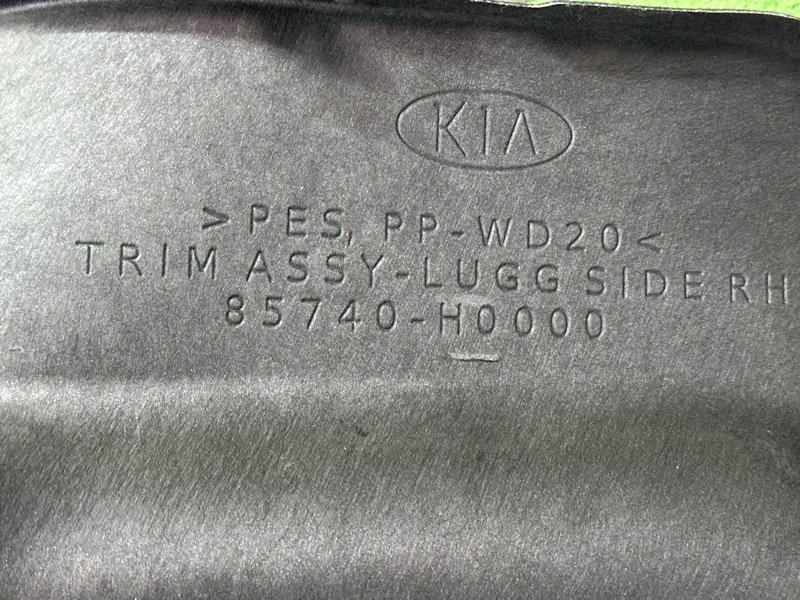 KIA
>PES, PP-WD20<
TRIM ASSY-LUGG SIDE RH
85740-H0000